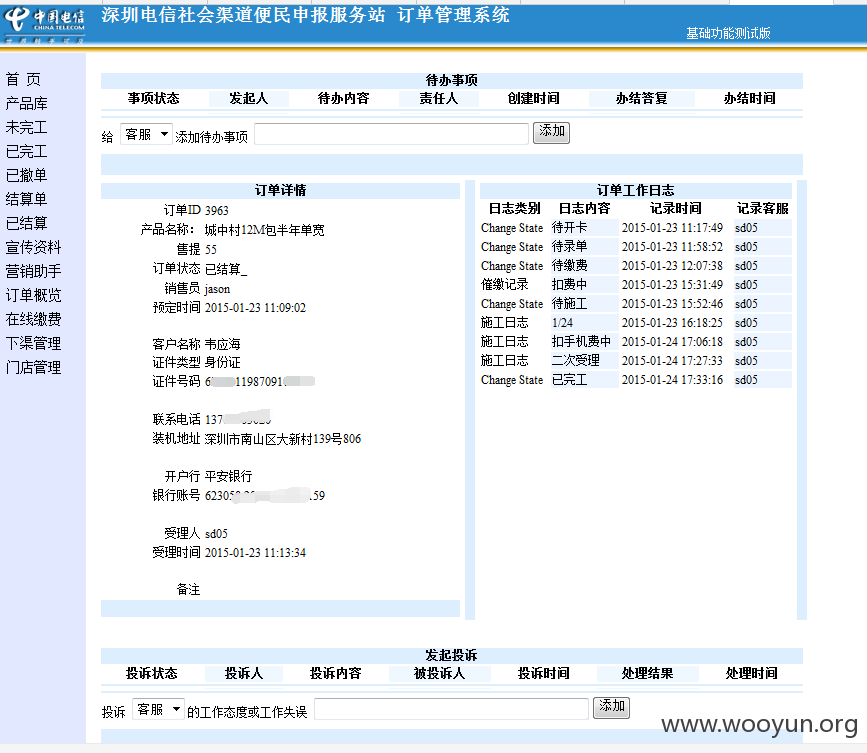 中国电信
CHINA TELECOM
深圳电信社会渠道便民申报服务站 订单管理系统
基础功能测试版
首 页
产品库
未完工
已完工
已撤单
结算单
已结算
宣传资料
营销助手
订单概览
在线缴费
下渠管理
门店管理
待办事项
事项状态 发起人 待办内容 责任人 创建时间 办结答复 办结时间
给 客服 添加待办事项 添加
订单详情
订单ID 3963
产品名称: 城中村12M包半年单宽
售提 55
订单状态 已结算_
销售员 jason
预定时间 2015-01-23 11:09:02
客户名称 韦应海
证件类型 身份证
证件号码 6 11987091
联系电话 137
装机地址 深圳市南山区大新村139号806
开户行 平安银行
银行账号 62305 .59
受理人 sd05
受理时间 2015-01-23 11:13:34
备注
订单工作日志
日志类别 日志内容 记录时间 记录客服
Change State 待开卡 2015-01-23 11:17:49 sd05
Change State 待录单 2015-01-23 11:58:52 sd05
Change State 待缴费 2015-01-23 12:07:38 sd05
催缴记录 扣费中 2015-01-23 15:31:49 sd05
Change State 待施工 2015-01-23 15:52:46 sd05
施工日志 1/24 2015-01-23 16:18:25 sd05
施工日志 扣手机费中 2015-01-24 17:06:18 sd05
施工日志 二次受理 2015-01-24 17:27:33 sd05
Change State 已完工 2015-01-24 17:33:16 sd05
发起投诉
投诉状态 投诉人 投诉内容 被投诉人 投诉时间 处理结果 处理时间
投诉 客服 的工作态度或工作失误 添加
www.wooyun.org